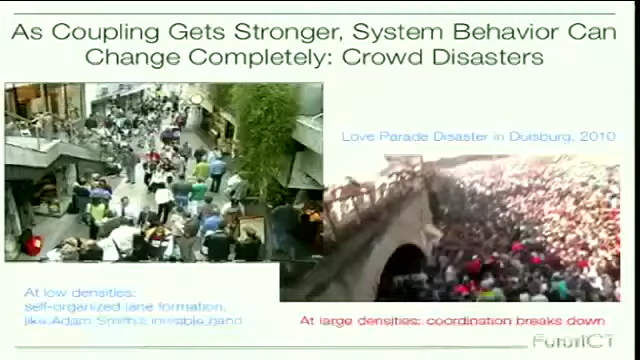 As Coupling Gets Stronger, System Behavior Can
Change Completely: Crowd Disasters
Love Parade Disaster in Duisburg, 2010
At low densities:
self-organized lane formation,
like Adam Smith's invisible hand
At large densities: coordination breaks down
FuturICT